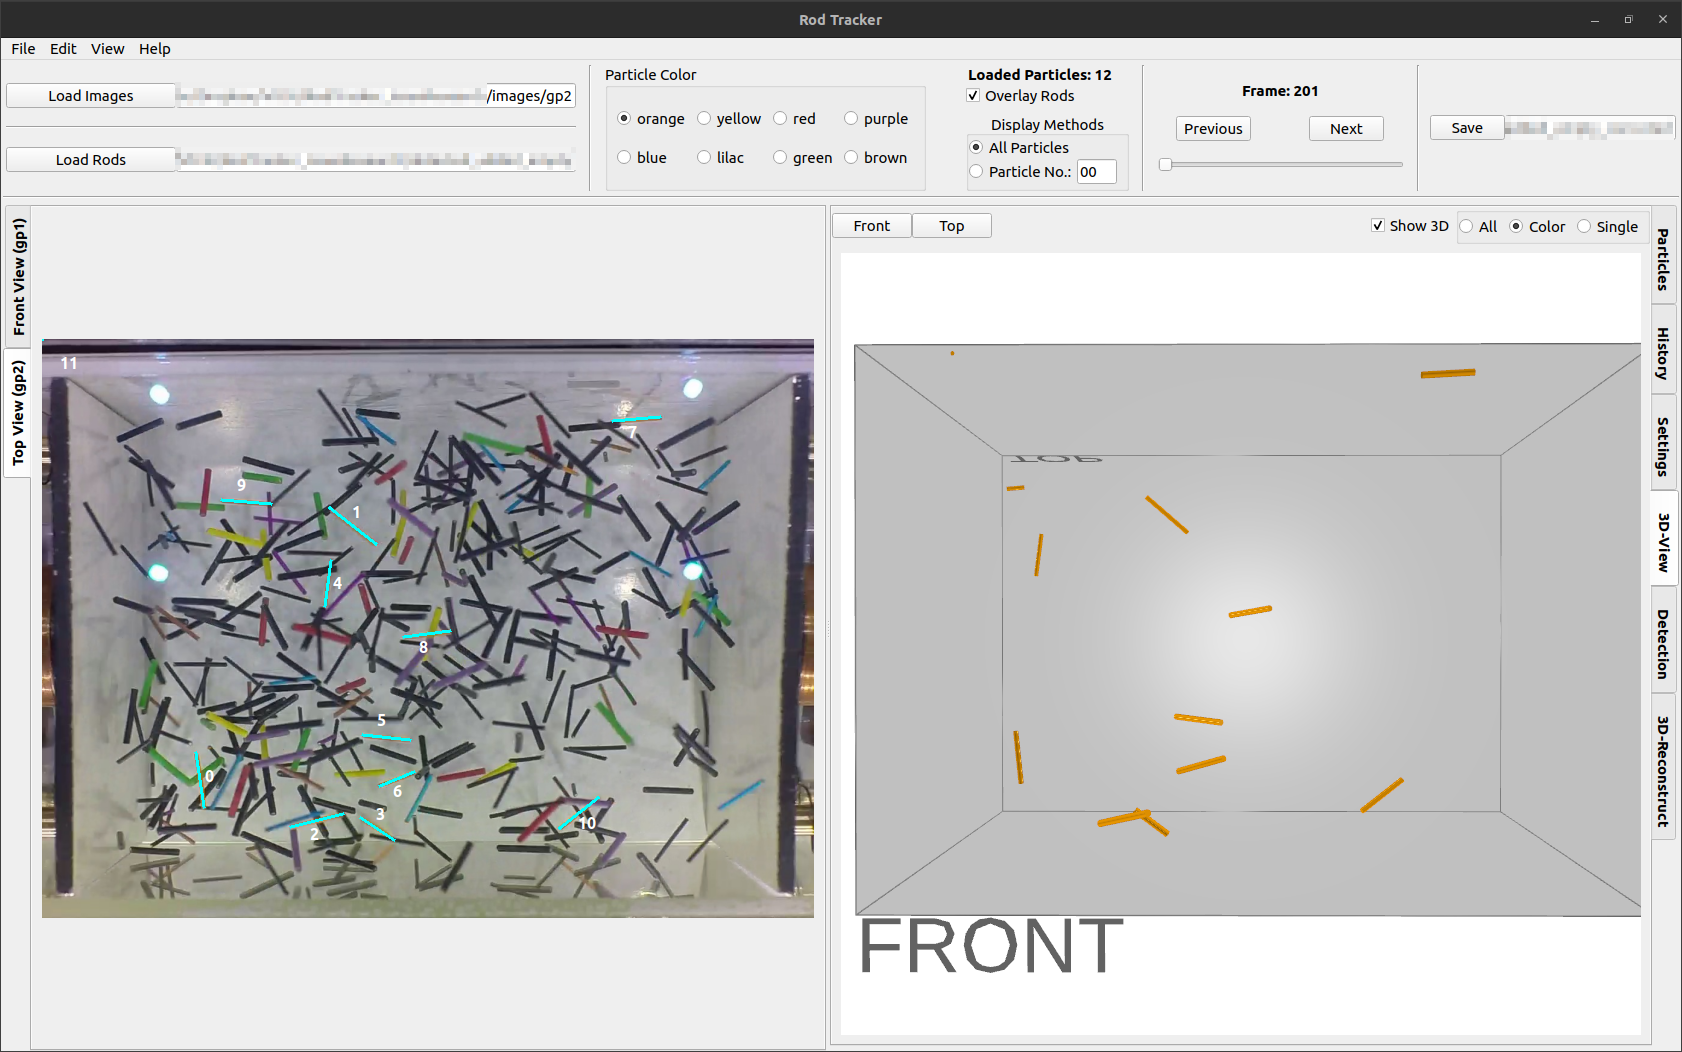 Rod Tracker
File Edit View Help
Load Images /images/gp2
Load Rods
Particle Color
orange yellow red purple
blue lilac green brown
Loaded Particles: 12
Overlay Rods
Display Methods
All Particles
Particle No.: 00
Frame: 201
Previous Next
Save
Front View (gp1)
Top View (gp2)
11
7
9
1
4
8
5
0
6
3
2
10
Front Top
Show 3D All Color Single
TOP
FRONT
Particles
History
Settings
3D-View
Detection
3D-Reconstruct